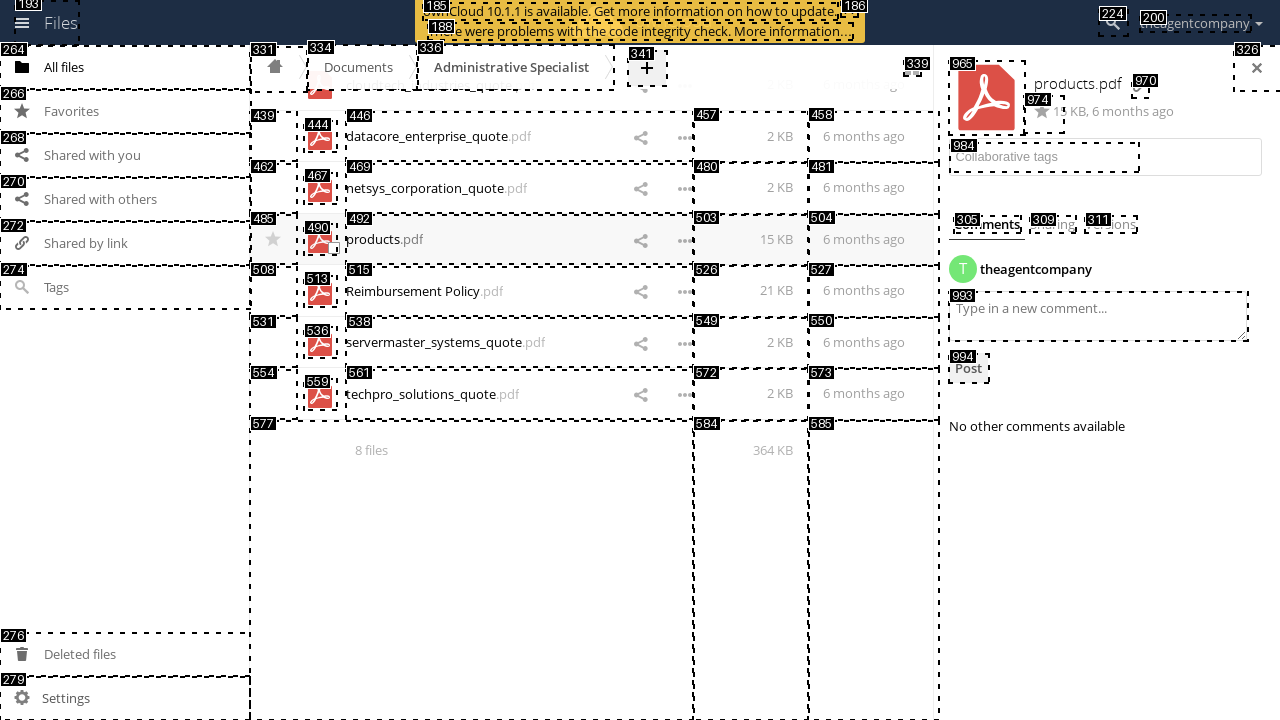 193
Files
185
ownCloud 10.1.1 is available. Get more information on how to update.
186
188
were problems with the code integrity check. More information…
224
200
theagentcompany
264
All files
266
Favorites
268
Shared with you
270
Shared with others
272
Shared by link
274
Tags
276
Deleted files
279
Settings
331
334
Documents
336
Administrative Specialist
341
+
339
326
6 months ago
439
444
446
datacore_enterprise_quote.pdf
457
2 KB
458
6 months ago
462
467
469
netsys_corporation_quote.pdf
480
2 KB
481
6 months ago
485
490
492
products.pdf
503
15 KB
504
6 months ago
508
513
515
Reimbursement Policy.pdf
526
21 KB
527
6 months ago
531
536
538
servermaster_systems_quote.pdf
549
2 KB
550
6 months ago
554
559
561
techpro_solutions_quote.pdf
572
2 KB
573
6 months ago
577
8 files
584
364 KB
585
965
products.pdf
970
974
15 KB, 6 months ago
984
Collaborative tags
305
Comments
309
Sharing
311
Versions
T
theagentcompany
993
Type in a new comment...
994
Post
No other comments available